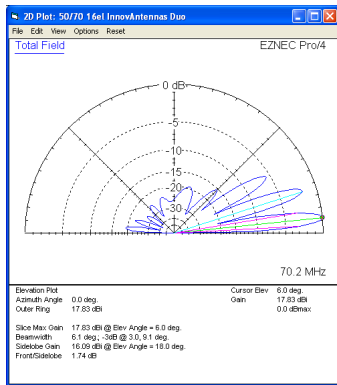 2D Plot: 50/70 16el InnovAntennas Duo
File Edit View Options Reset
Total Field
EZNEC Pro/4
0 dB
-5
-10
-15
-20
-30
70.2 MHz
Elevation Plot
Azimuth Angle 0.0 deg.
Outer Ring 17.83 dBi
Cursor Elev 6.0 deg.
Gain 17.83 dBi
0.0 dBmax
Slice Max Gain 17.83 dBi @ Elev Angle = 6.0 deg.
Beamwidth 6.1 deg.; -3dB @ 3.0, 9.1 deg.
Sidelobe Gain 16.09 dBi @ Elev Angle = 18.0 deg.
Front/Sidelobe 1.74 dB